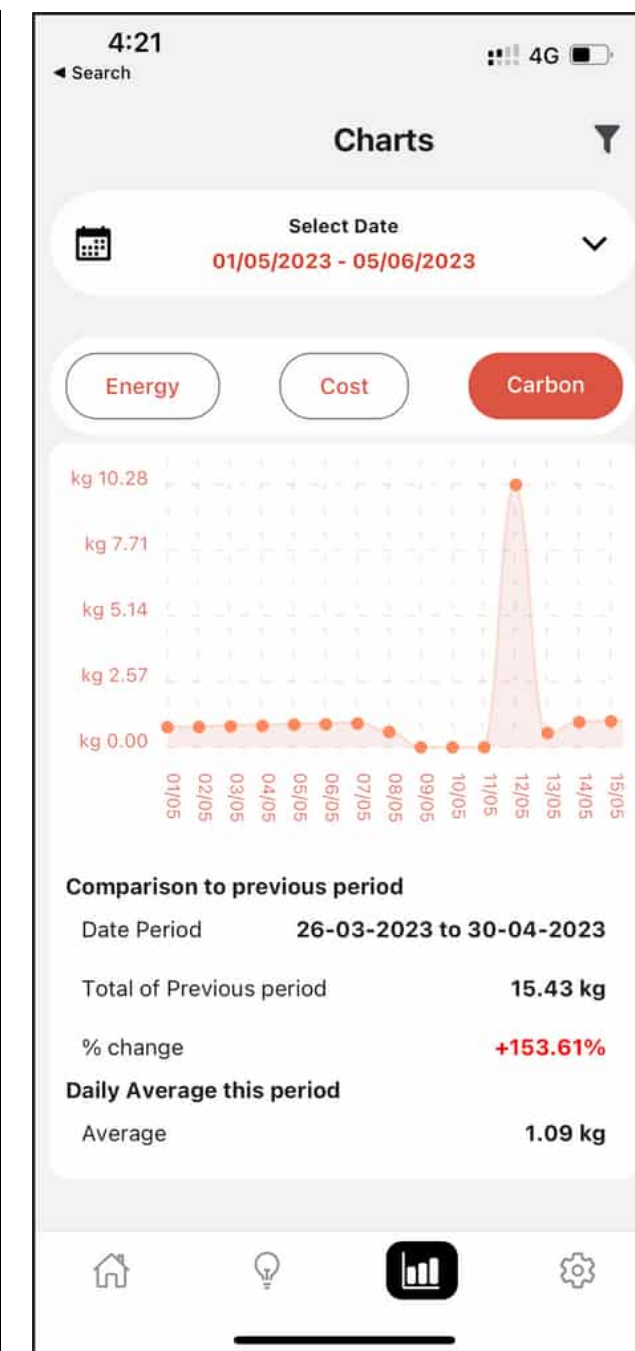 4:21
◀ Search
4G
Charts
Select Date
01/05/2023 - 05/06/2023
Energy
Cost
Carbon
kg 10.28
kg 7.71
kg 5.14
kg 2.57
kg 0.00
01/05
02/05
03/05
04/05
05/05
06/05
07/05
08/05
09/05
10/05
11/05
12/05
13/05
14/05
15/05
Comparison to previous period
Date Period 26-03-2023 to 30-04-2023
Total of Previous period 15.43 kg
% change +153.61%
Daily Average this period
Average 1.09 kg